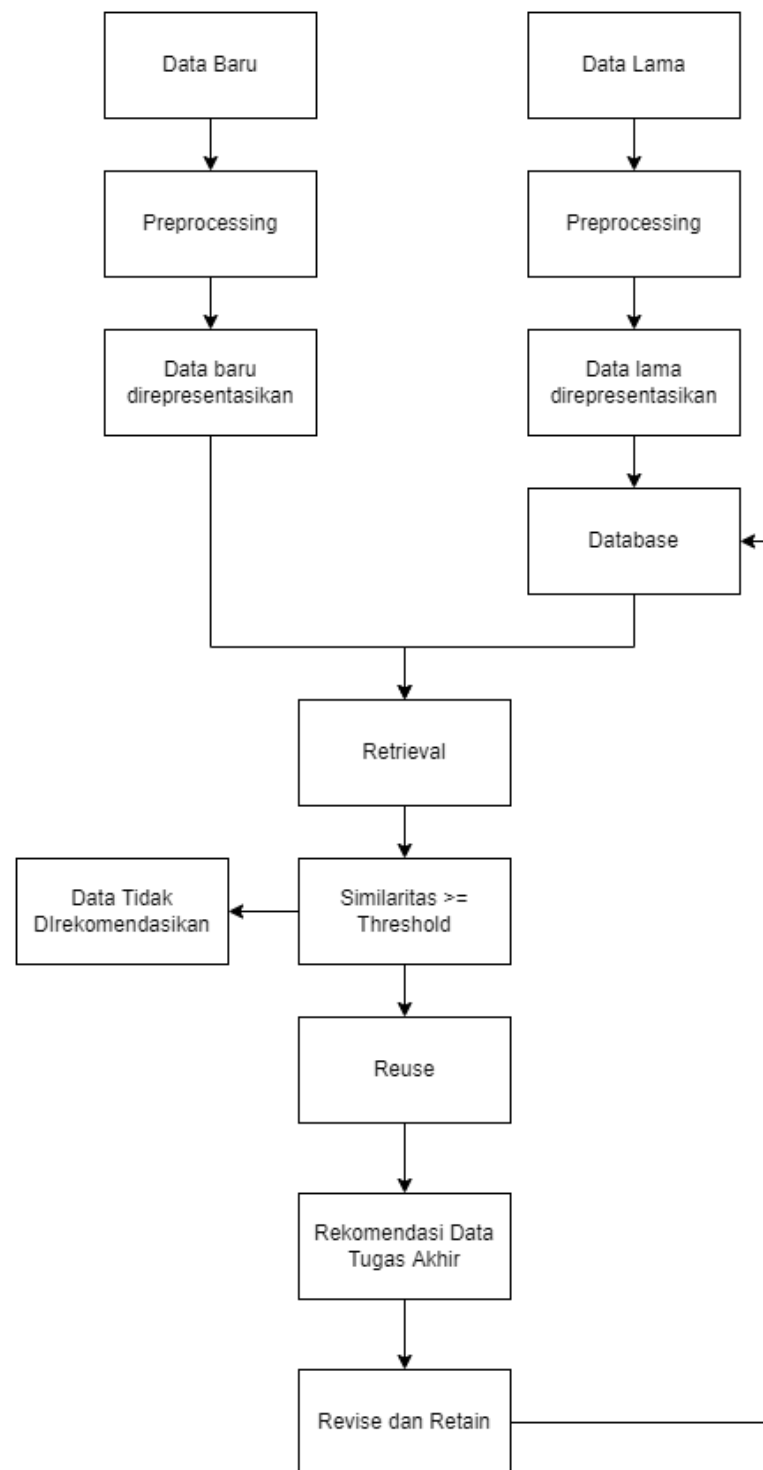 Data Baru
Data Lama
Preprocessing
Preprocessing
Data baru
direpresentasikan
Data lama
direpresentasikan
Database
Retrieval
Data Tidak
DIrekomendasikan
Similaritas >=
Threshold
Reuse
Rekomendasi Data
Tugas Akhir
Revise dan Retain